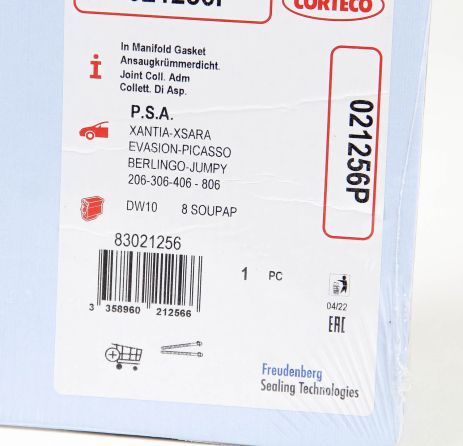 021256P
CORTECO
i
In Manifold Gasket
Ansaugkrümmerdicht.
Joint Coll. Adm
Collett. Di Asp.
P.S.A.
XANTIA-XSARA
EVASION-PICASSO
BERLINGO-JUMPY
206-306-406 - 806
DW10 8 SOUPAP
021256P
83021256
3 358960 212566
1 PC
04/22
EAC
Freudenberg
Sealing Technologies